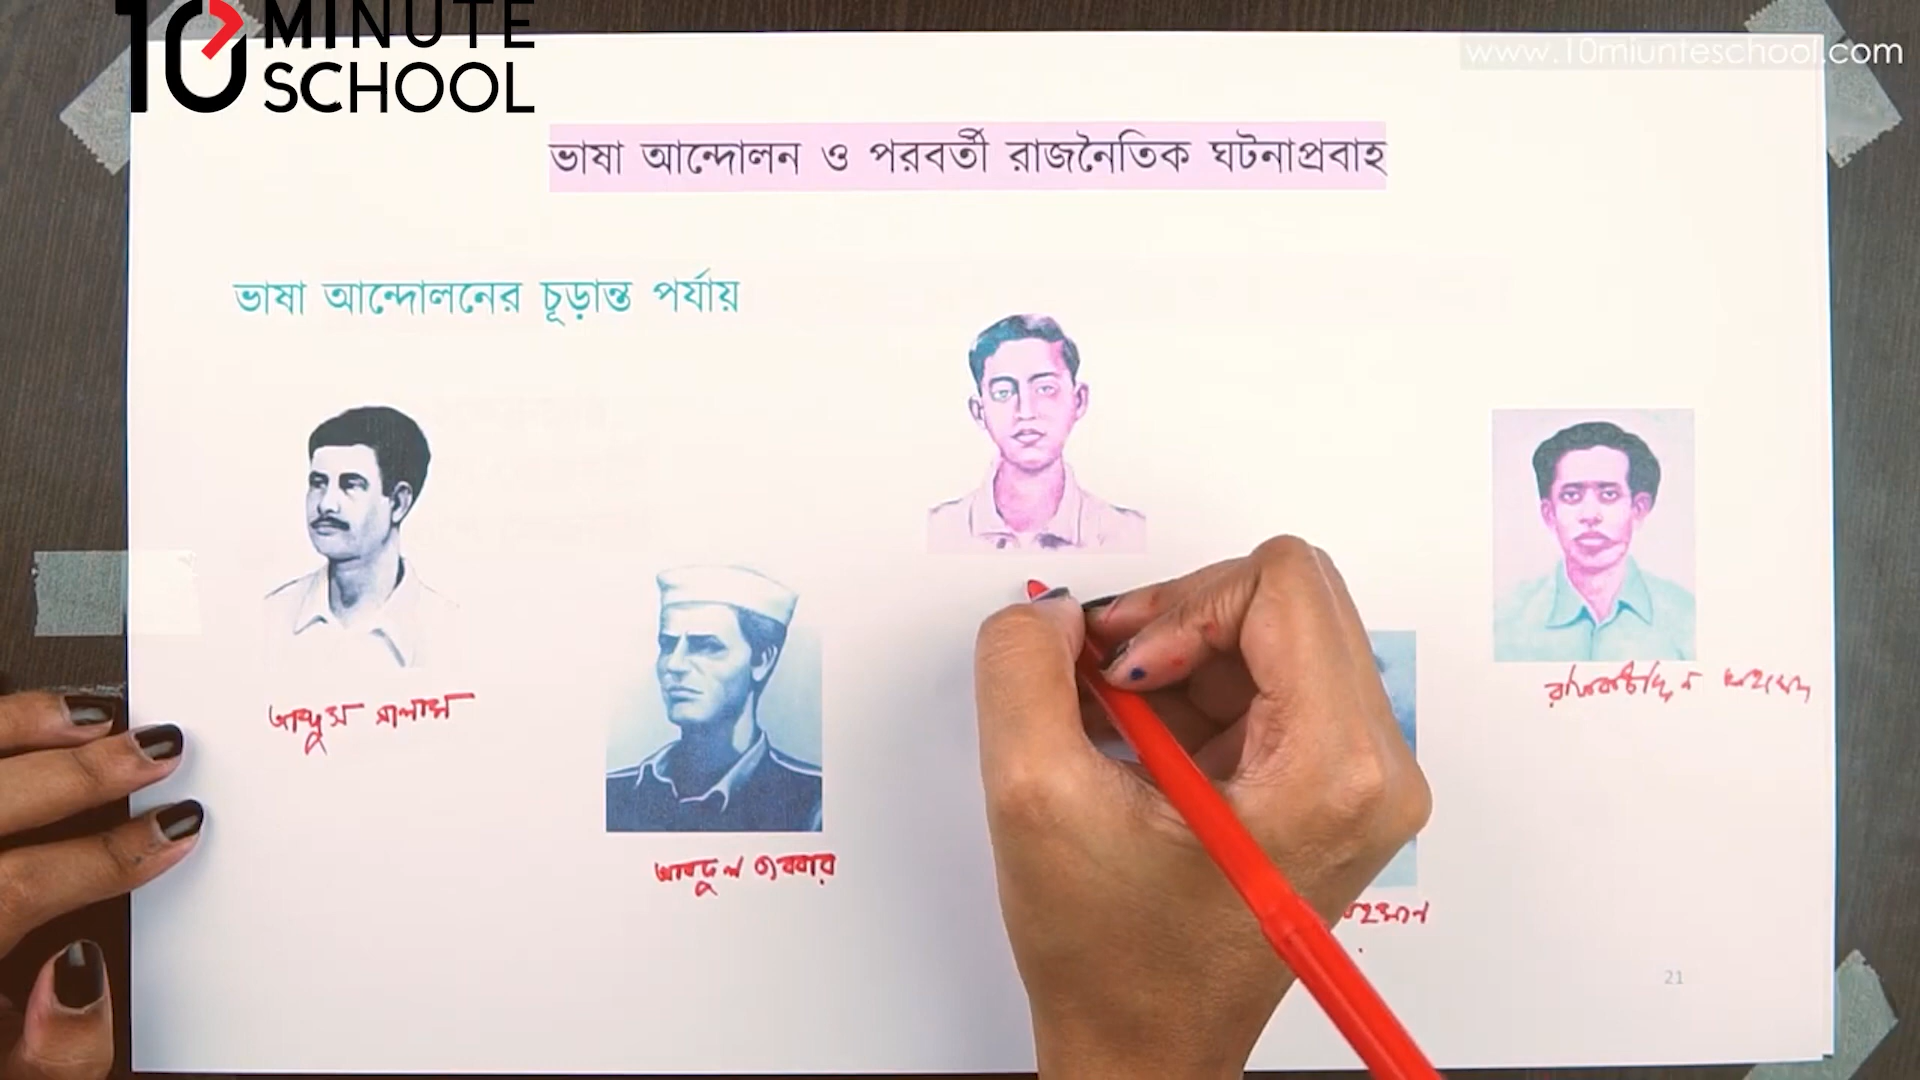 10 MINUTE
SCHOOL
www.10miunteschool.com
ভাষা আন্দোলন ও পরবর্তী রাজনৈতিক ঘটনাপ্রবাহ
ভাষা আন্দোলনের চূড়ান্ত পর্যায়
আব্দুস সালাম
রফিকউদ্দিন আহমেদ
আবদুল জব্বার
21